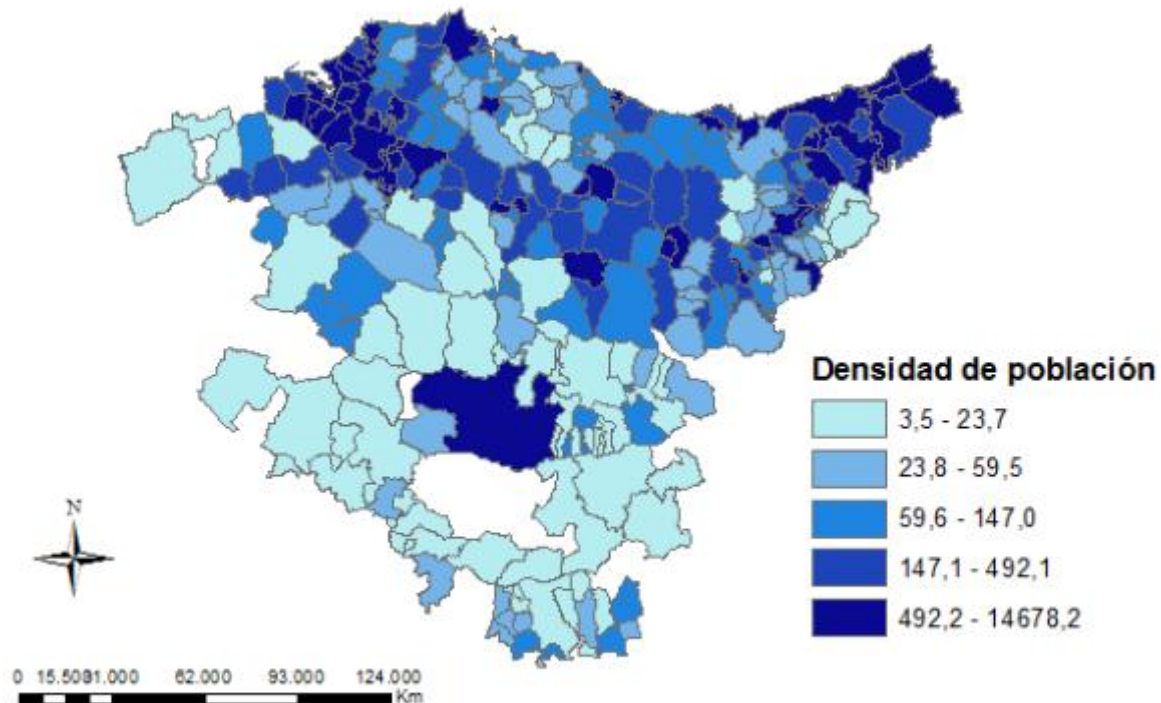 Densidad de población
3,5 - 23,7
23,8 - 59,5
59,6 - 147,0
147,1 - 492,1
492,2 - 14678,2
N
0 15.50031.000 62.000 93.000 124.000
Km